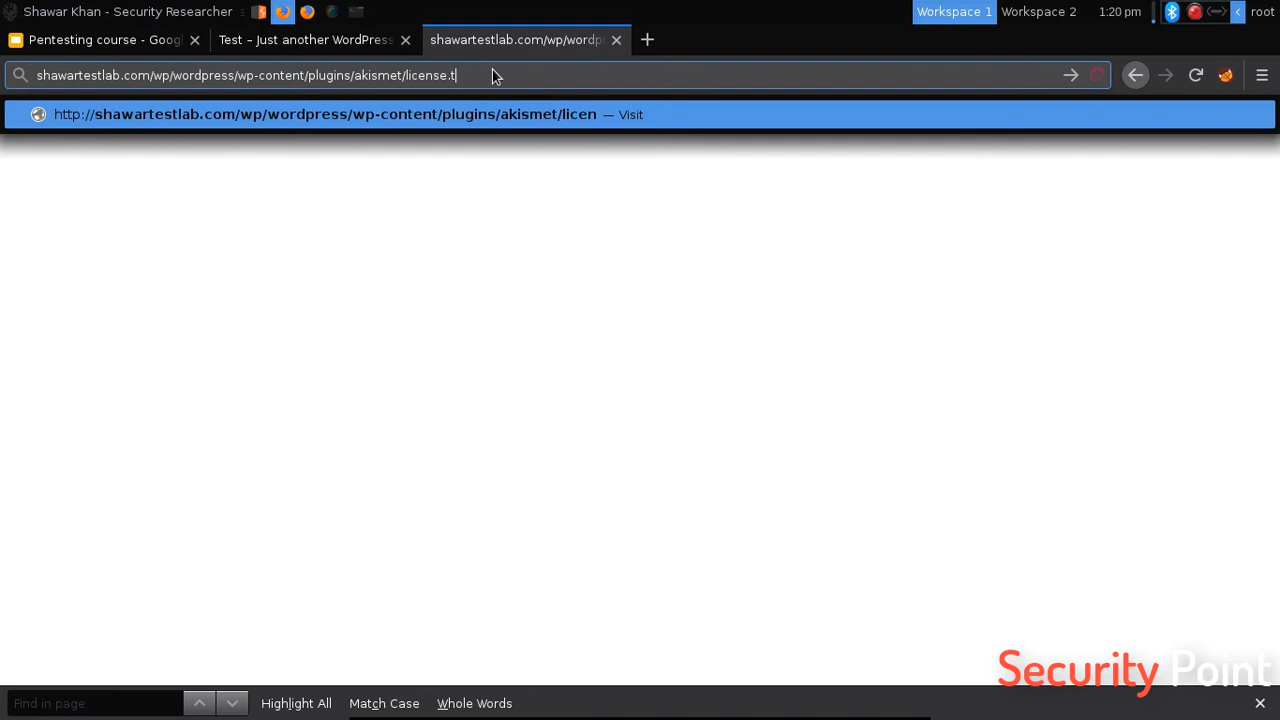 Shawar Khan - Security Researcher
Workspace 1 Workspace 2 1:20 pm root
Pentesting course - Goog
Test – Just another WordPress
shawartestlab.com/wp/wordp
shawartestlab.com/wp/wordpress/wp-content/plugins/akismet/license.t
http://shawartestlab.com/wp/wordpress/wp-content/plugins/akismet/licen — Visit
Security Point
Find in page Highlight All Match Case Whole Words